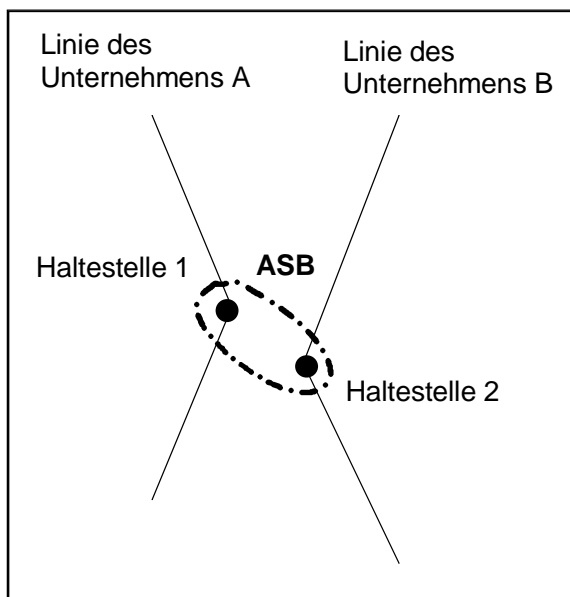 Linie des
Unternehmens A
Linie des
Unternehmens B
ASB
Haltestelle 1
Haltestelle 2